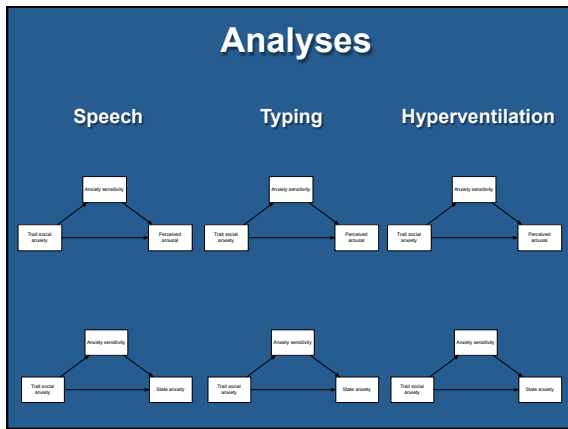 Analyses
Speech
Typing
Hyperventilation
Anxiety sensitivity
Trait social
anxiety
Perceived
arousal
Anxiety sensitivity
Trait social
anxiety
Perceived
arousal
Anxiety sensitivity
Trait social
anxiety
Perceived
arousal
Anxiety sensitivity
Trait social
anxiety
State anxiety
Anxiety sensitivity
Trait social
anxiety
State anxiety
Anxiety sensitivity
Trait social
anxiety
State anxiety